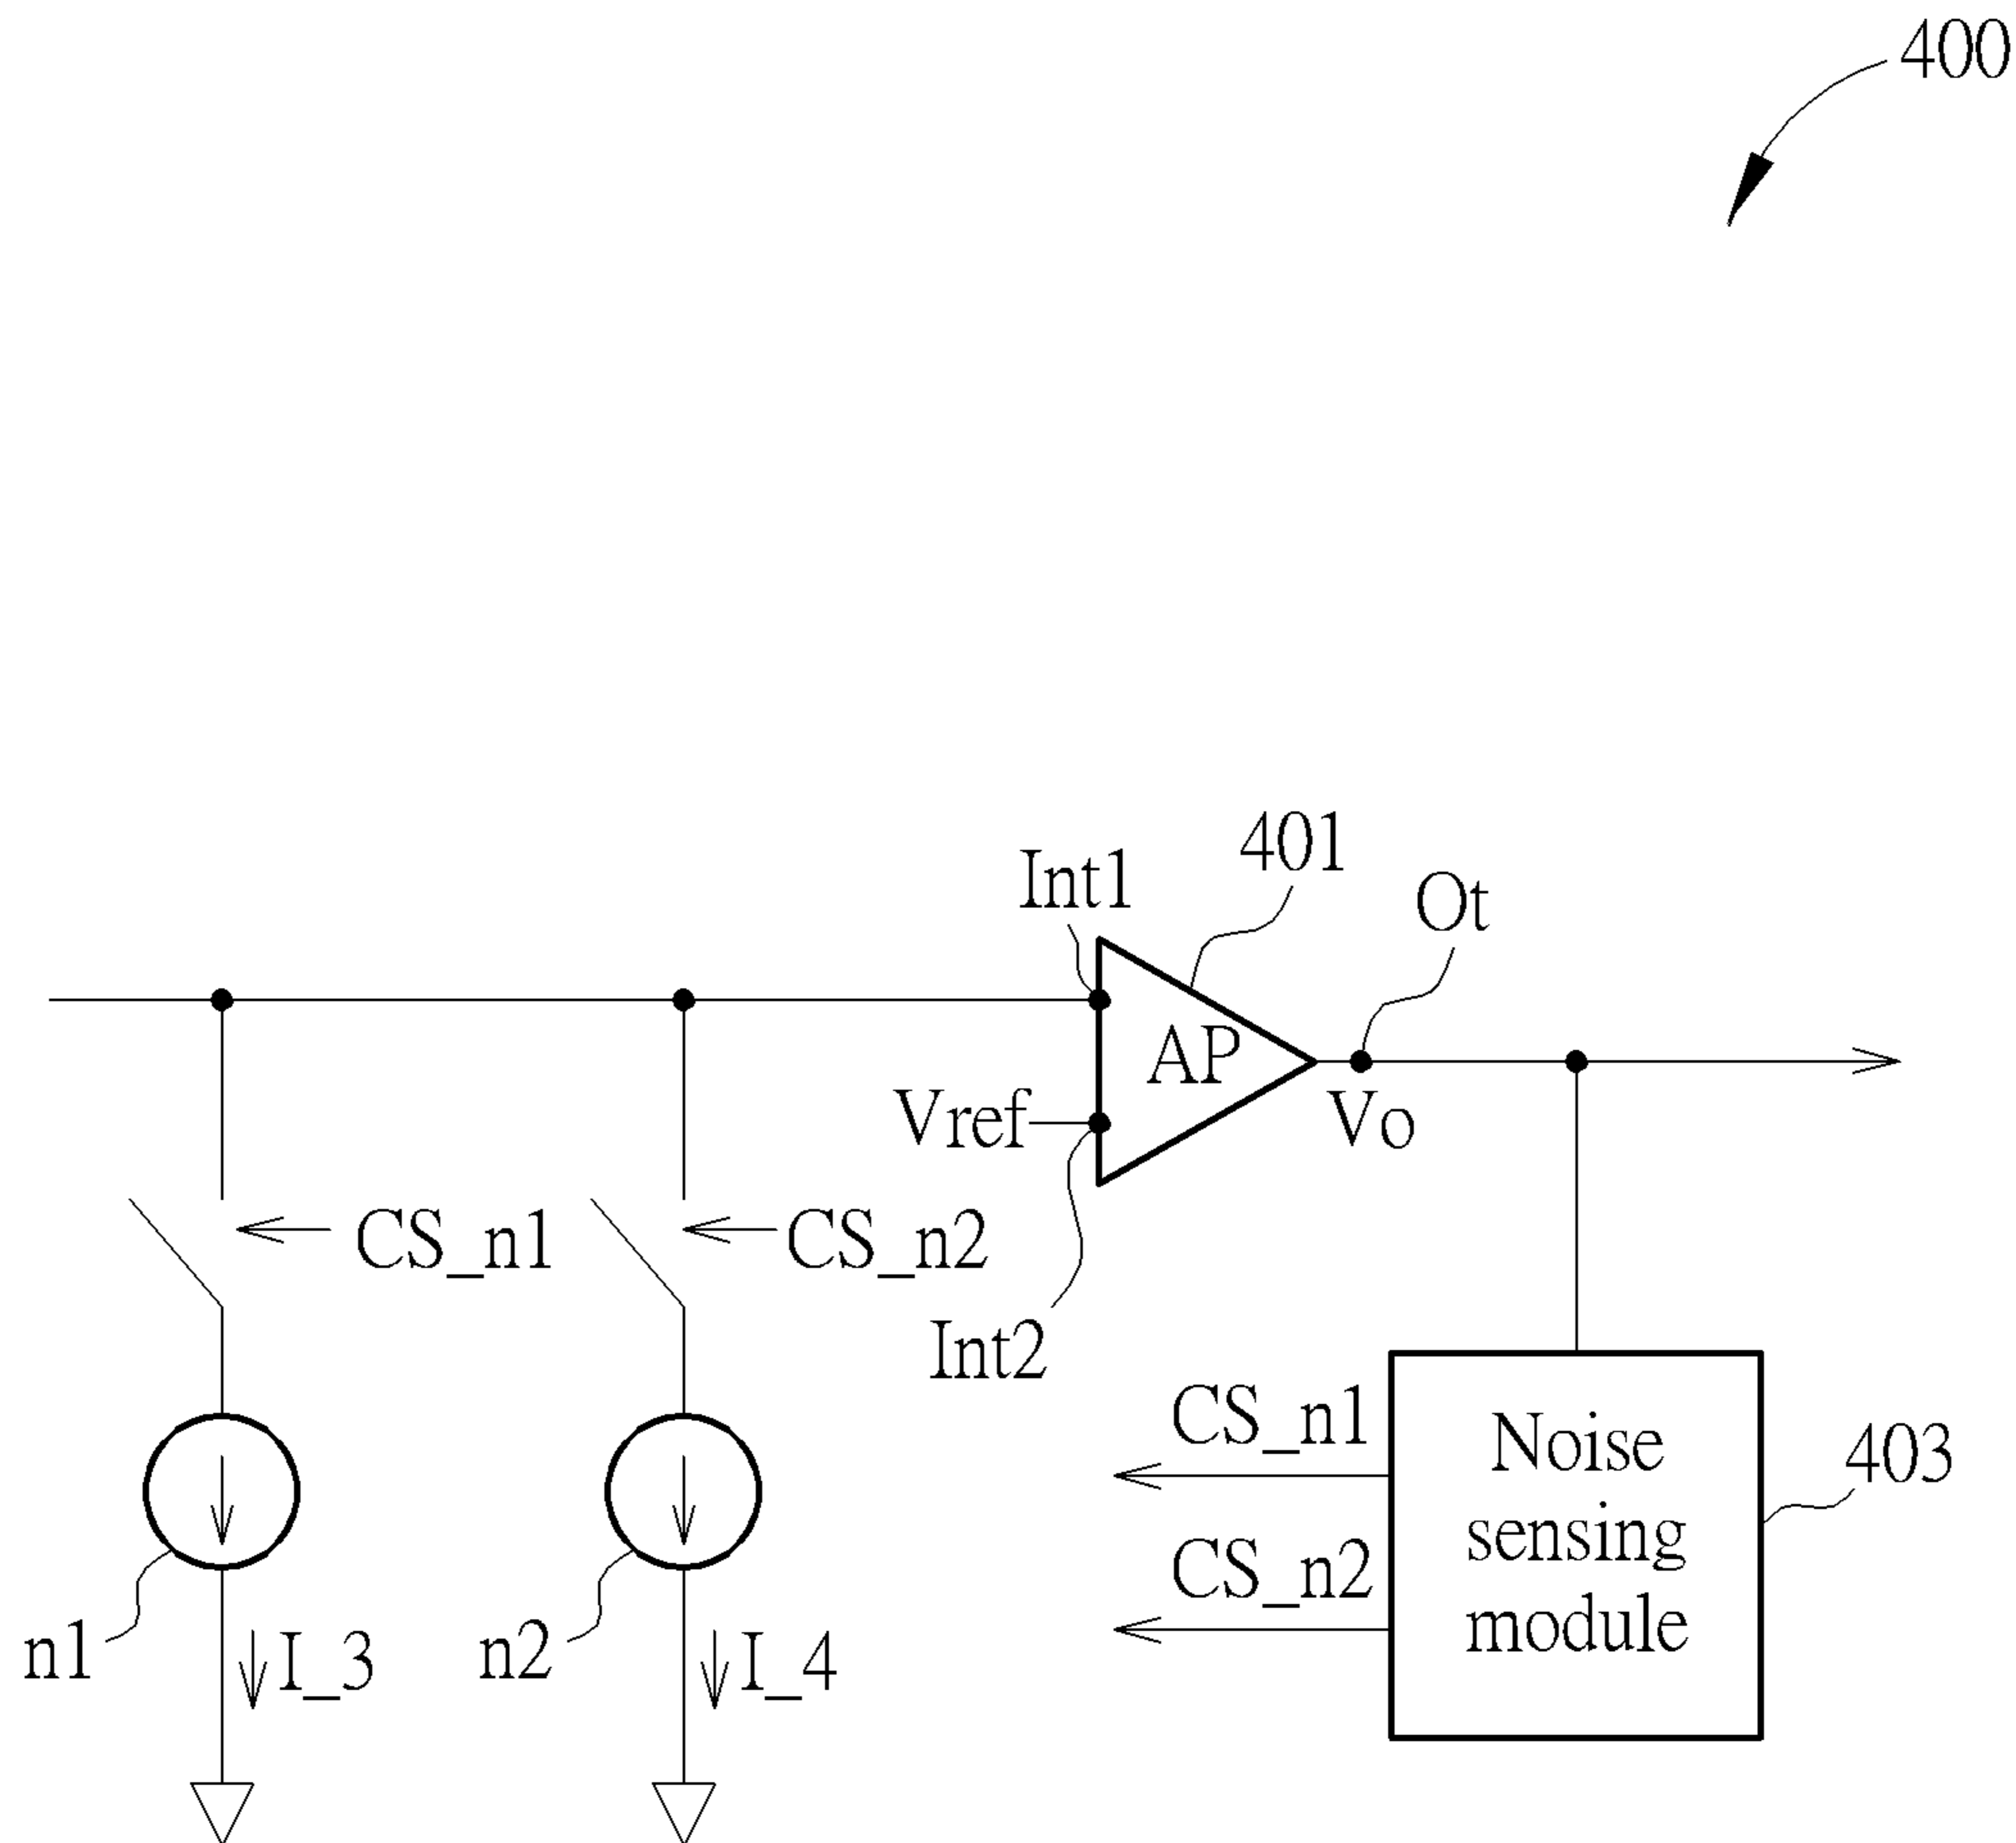 400
401
Int1
Ot
AP
Vref
Vo
CS_n1
CS_n2
Int2
CS_n1
Noise
sensing
module
403
CS_n2
n1
I_3
n2
I_4